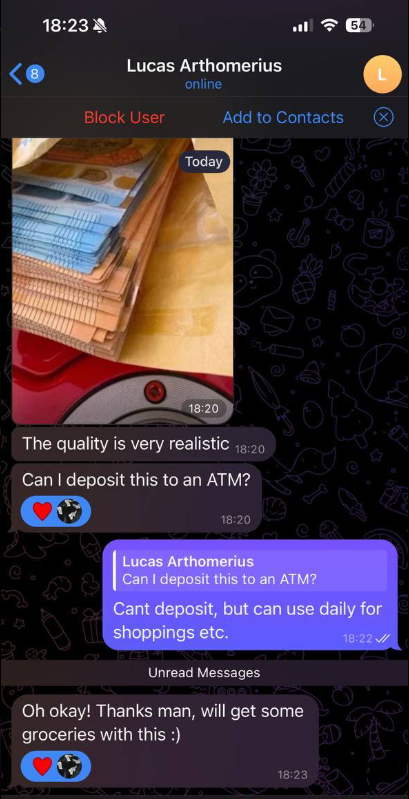 18:23
54
8
Lucas Arthomerius
online
L
Block User
Add to Contacts
Today
18:20
The quality is very realistic 18:20
Can I deposit this to an ATM?
18:20
Lucas Arthomerius
Can I deposit this to an ATM?
Cant deposit, but can use daily for
shoppings etc.
18:22
Unread Messages
Oh okay! Thanks man, will get some
groceries with this :)
18:23